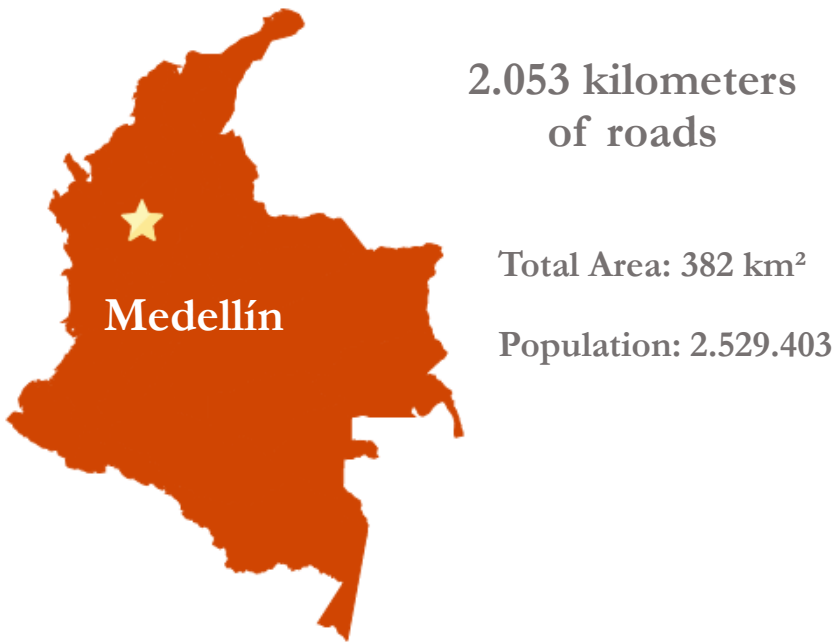 2.053 kilometers
of roads
Total Area: 382 km²
Medellín
Population: 2.529.403